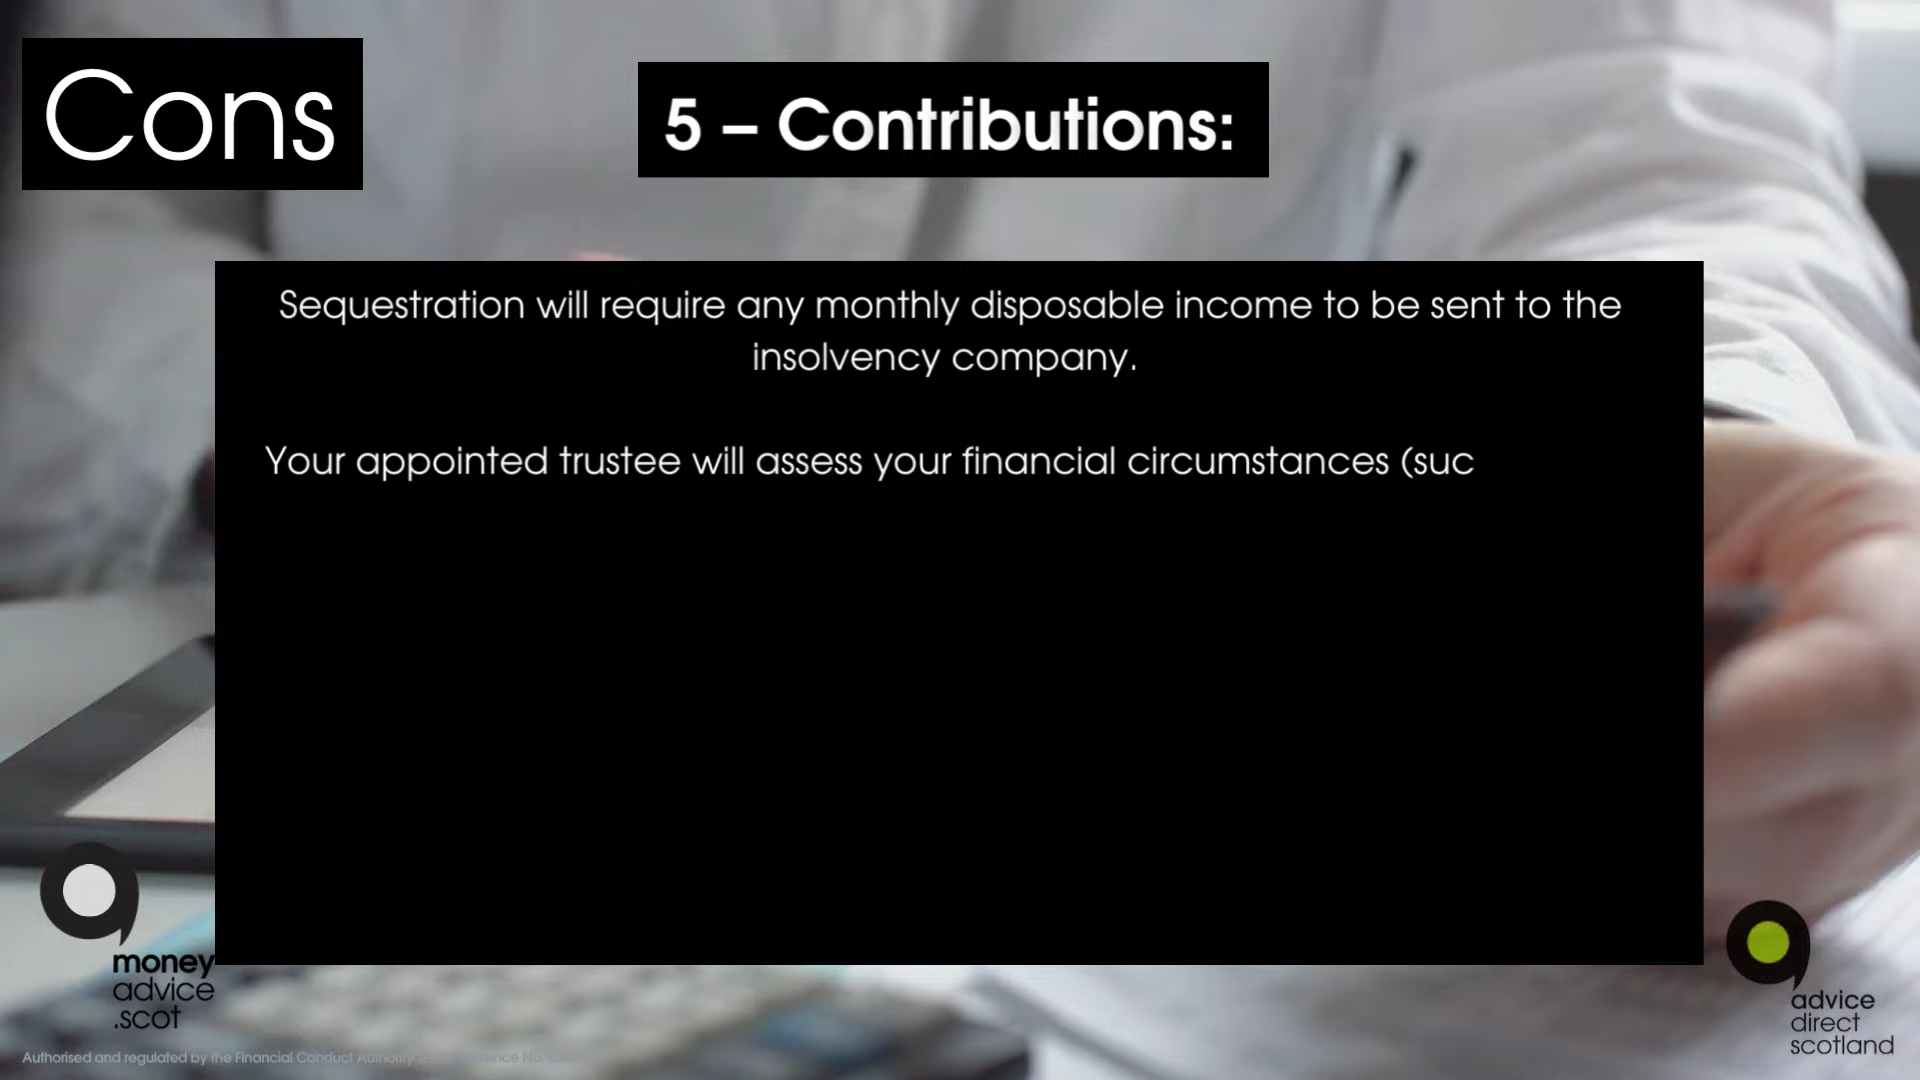 Cons
5 – Contributions:
Sequestration will require any monthly disposable income to be sent to the
insolvency company.
Your appointed trustee will assess your financial circumstances (suc
money
advice
.scot
advice
direct
scotland
Authorised and regulated by the Financial Conduct Authority